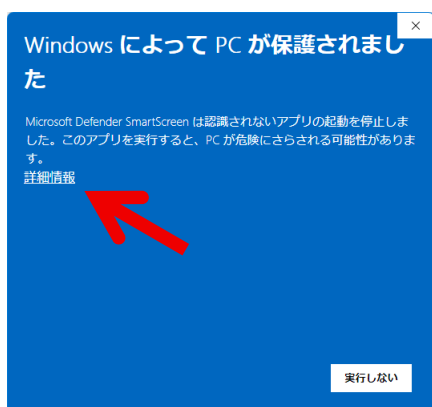 Windows によって PC が保護されまし
た
Microsoft Defender SmartScreen は認識されないアプリの起動を停止しま
した。このアプリを実行すると、PC が危険にさらされる可能性がありま
す。
詳細情報
実行しない